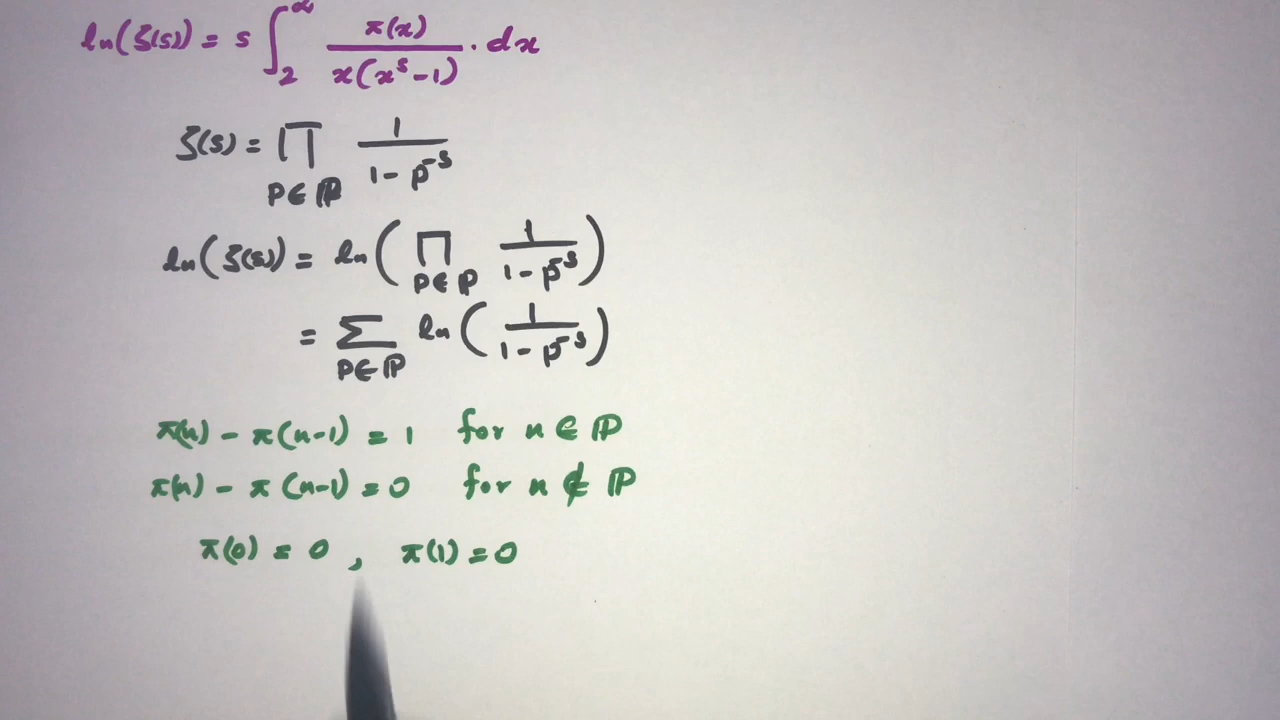 ln(ζ(s)) = s ∫₂^∞ π(x) / x(x^s − 1) · dx
ζ(s) = ∏_{p∈ℙ} 1 / 1 − p^{−s}
ln(ζ(s)) = ln( ∏_{p∈ℙ} 1 / 1 − p^{−s} )
= ∑_{p∈ℙ} ln( 1 / 1 − p^{−s} )
π(n) − π(n−1) = 1 for n ∈ ℙ
π(n) − π(n−1) = 0 for n ∉ ℙ
π(0) = 0 , π(1) = 0